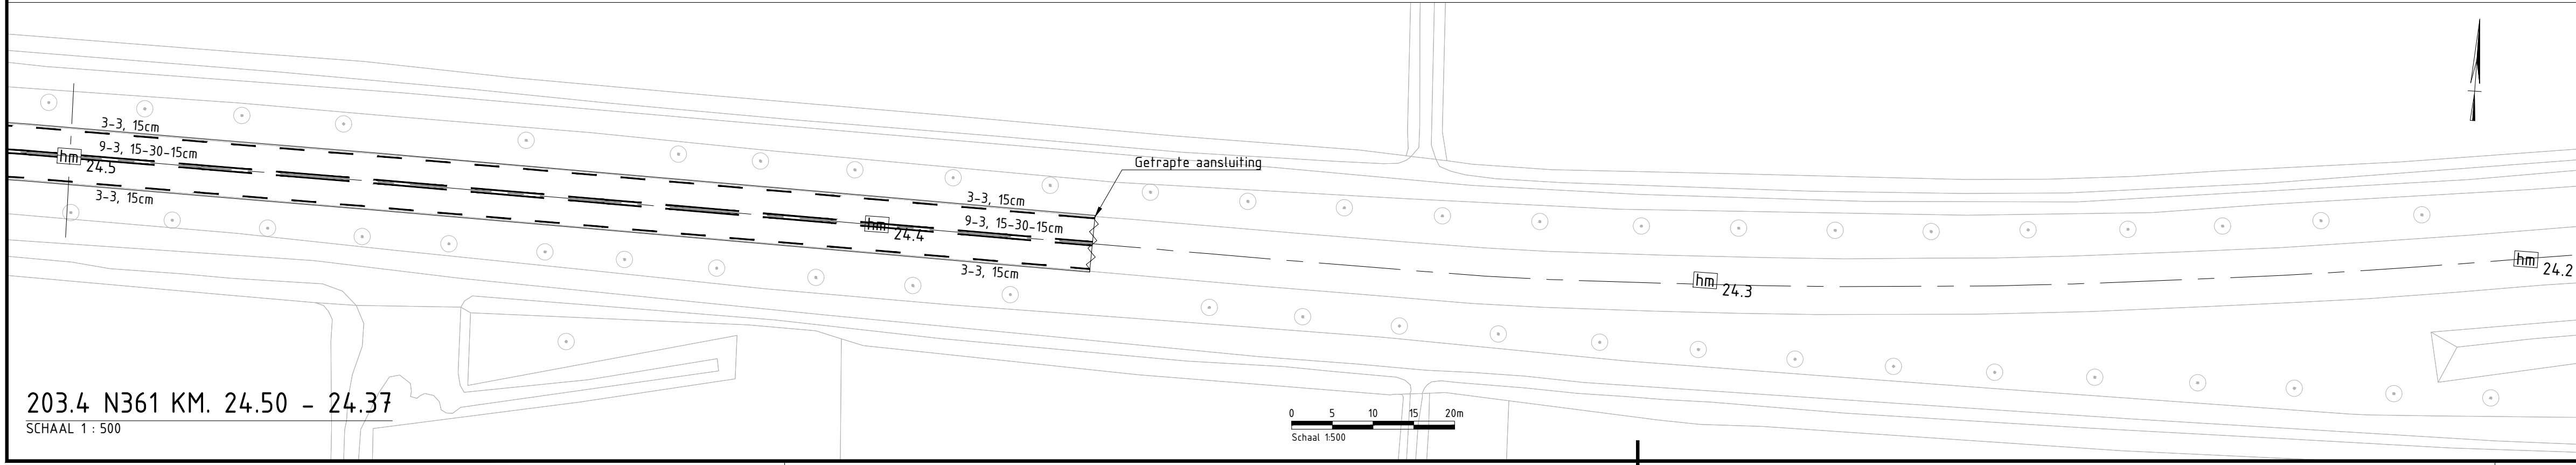 3-3, 15cm
9-3, 15-30-15cm
hm 24.5
3-3, 15cm
Getrapte aansluiting
3-3, 15cm
9-3, 15-30-15cm
hm 24.4
3-3, 15cm
hm 24.3
hm 24.2
203.4 N361 KM. 24.50 - 24.37
SCHAAL 1 : 500
0 5 10 15 20m
Schaal 1:500